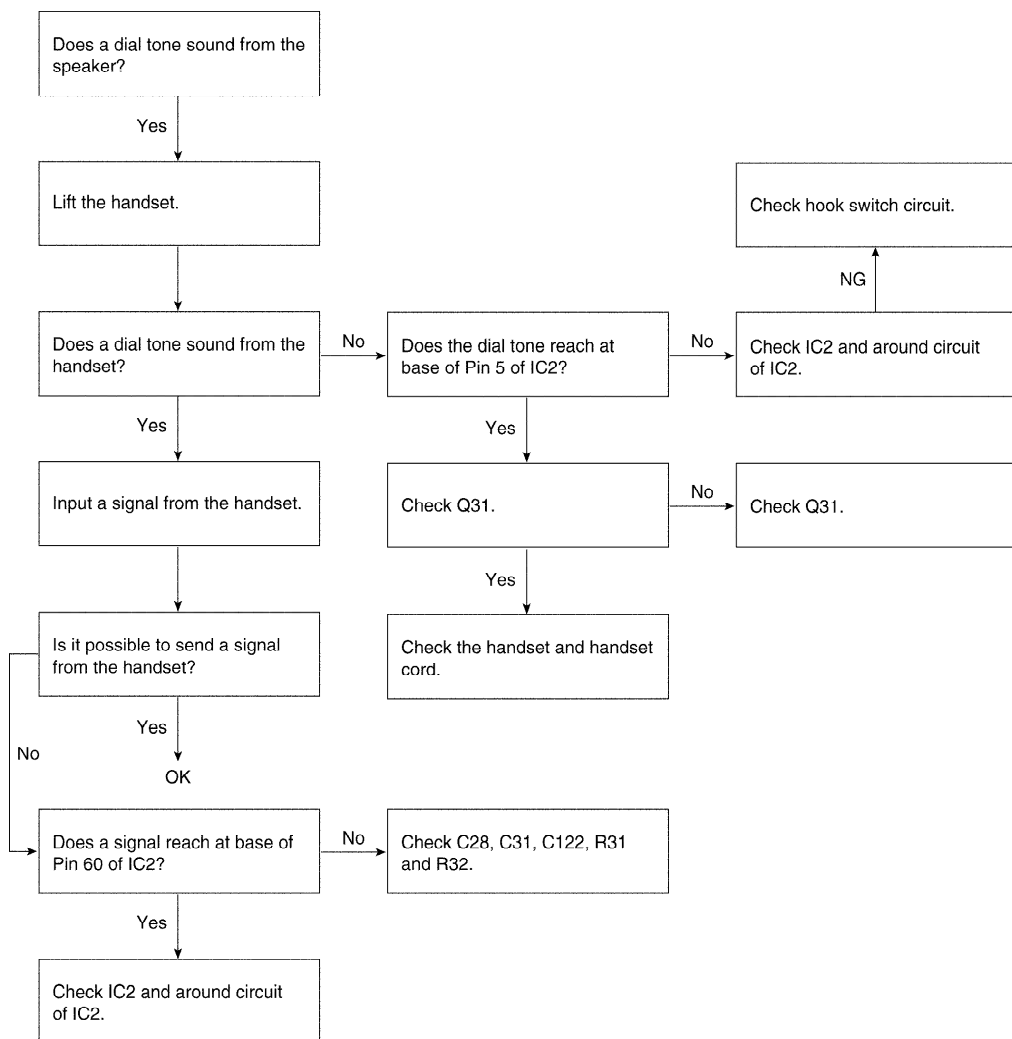 Does a dial tone sound from the
speaker?
Yes
Lift the handset.
Check hook switch circuit.
NG
Does a dial tone sound from the
handset?
No
Does the dial tone reach at
base of Pin 5 of IC2?
No
Check IC2 and around circuit
of IC2.
Yes
Yes
Input a signal from the handset.
Check Q31.
No
Check Q31.
Yes
Is it possible to send a signal
from the handset?
Check the handset and handset
cord.
Yes
No
OK
Does a signal reach at base of
Pin 60 of IC2?
No
Check C28, C31, C122, R31
and R32.
Yes
Check IC2 and around circuit
of IC2.